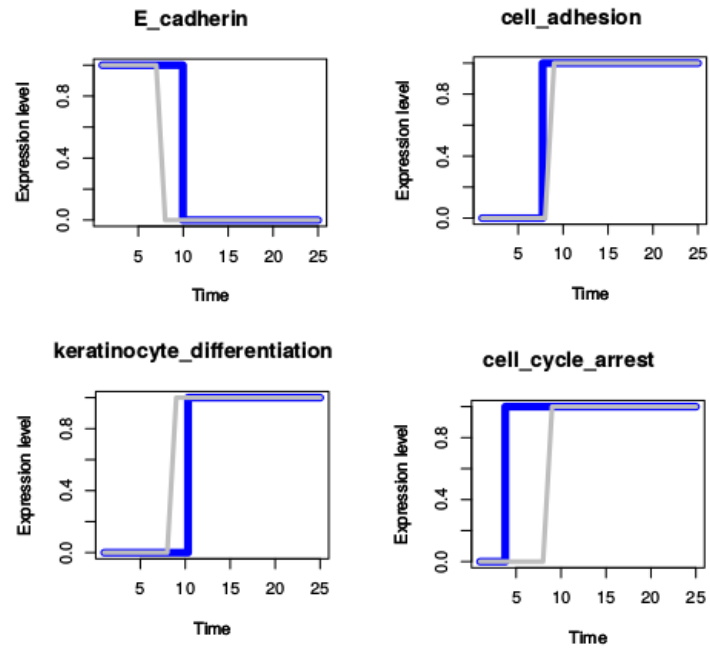 E_cadherin
Expression level
0.0 0.4 0.8
5 10 15 20 25
Time
cell_adhesion
Expression level
0.0 0.4 0.8
5 10 15 20 25
Time
keratinocyte_differentiation
Expression level
0.0 0.4 0.8
5 10 15 20 25
Time
cell_cycle_arrest
Expression level
0.0 0.4 0.8
5 10 15 20 25
Time